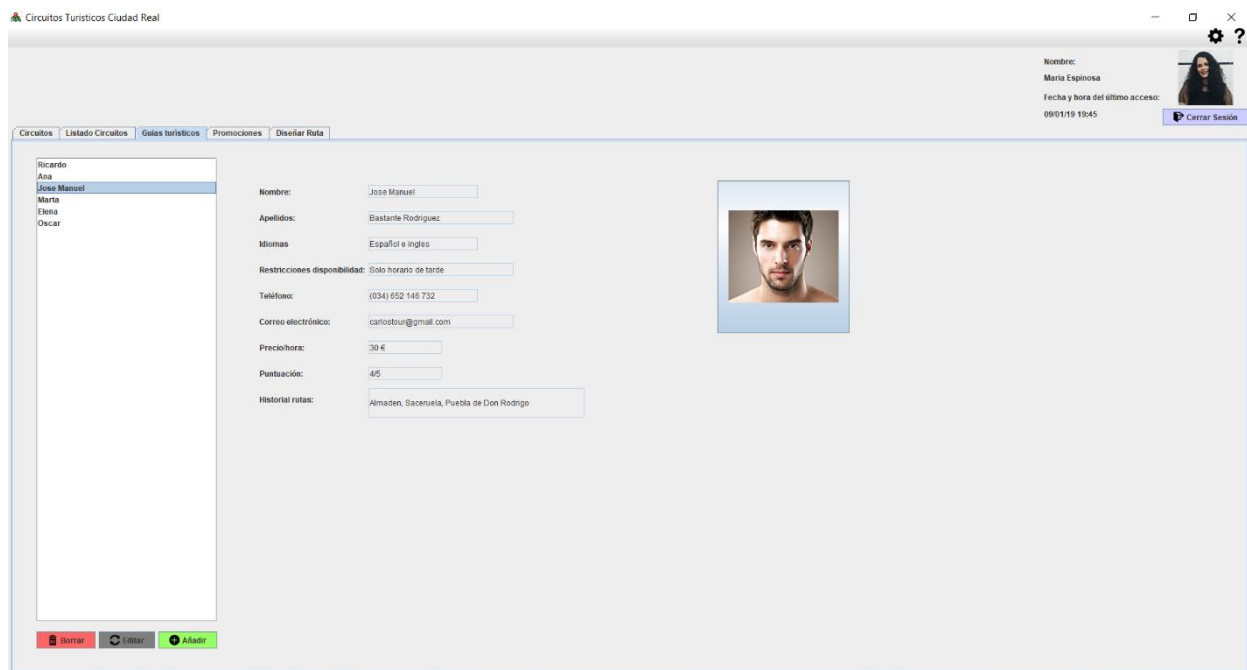 Circuitos Turisticos Ciudad Real
?
Nombre:
Maria Espinosa
Fecha y hora del último acceso:
09/01/19 19:45
Cerrar Sesión
Circuitos Listado Circuitos Guias turisticos Promociones Diseñar Ruta
Ricardo
Ana
Jose Manuel
Marta
Elena
Oscar
Nombre: Jose Manuel
Apellidos: Bastante Rodriguez
Idiomas Español e ingles
Restricciones disponibilidad: Solo horario de tarde
Teléfono: (034) 652 146 732
Correo electrónico: carlostour@gmail.com
Precio/hora: 30 €
Puntuación: 4/5
Historial rutas: Almaden, Saceruela, Puebla de Don Rodrigo
Borrar Editar Añadir